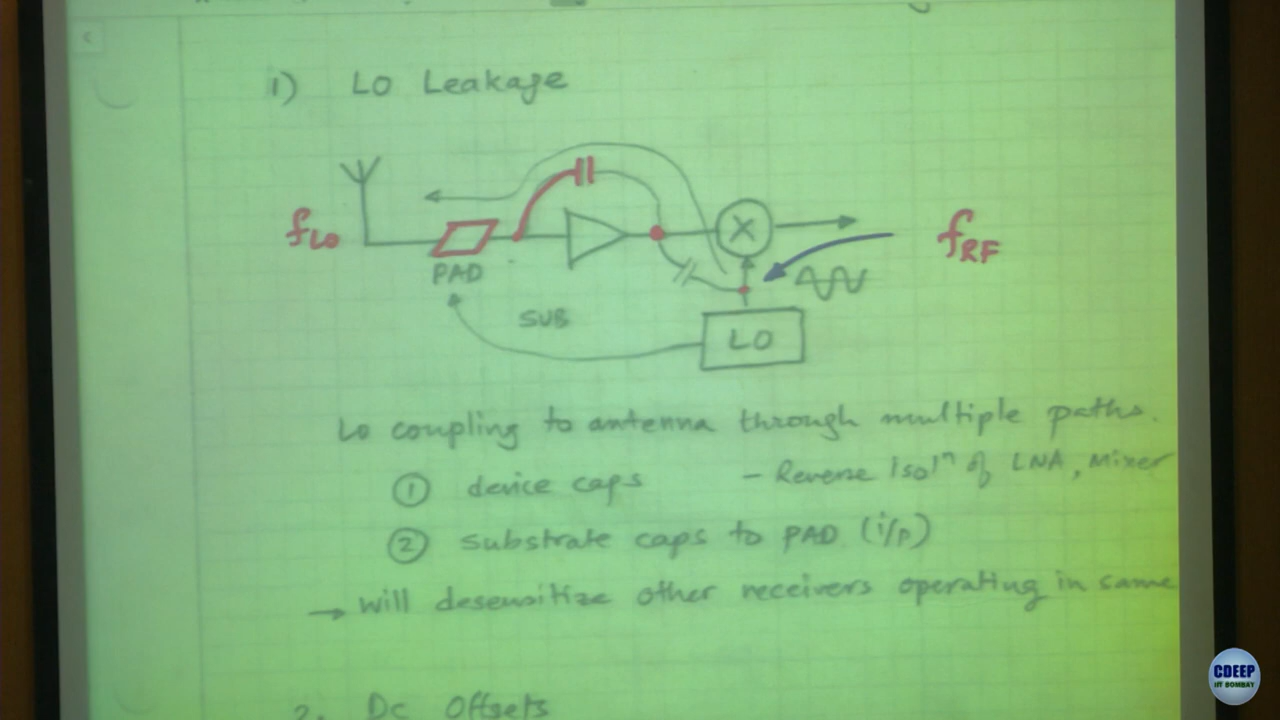 1) LO Leakage
fLO
fRF
PAD
SUB
LO
LO coupling to antenna through multiple paths.
① device caps - Reverse isolⁿ of LNA, Mixer
② substrate caps to PAD (i/p)
→ will desensitize other receivers operating in same
2. DC Offsets
CDEEP
IIT BOMBAY